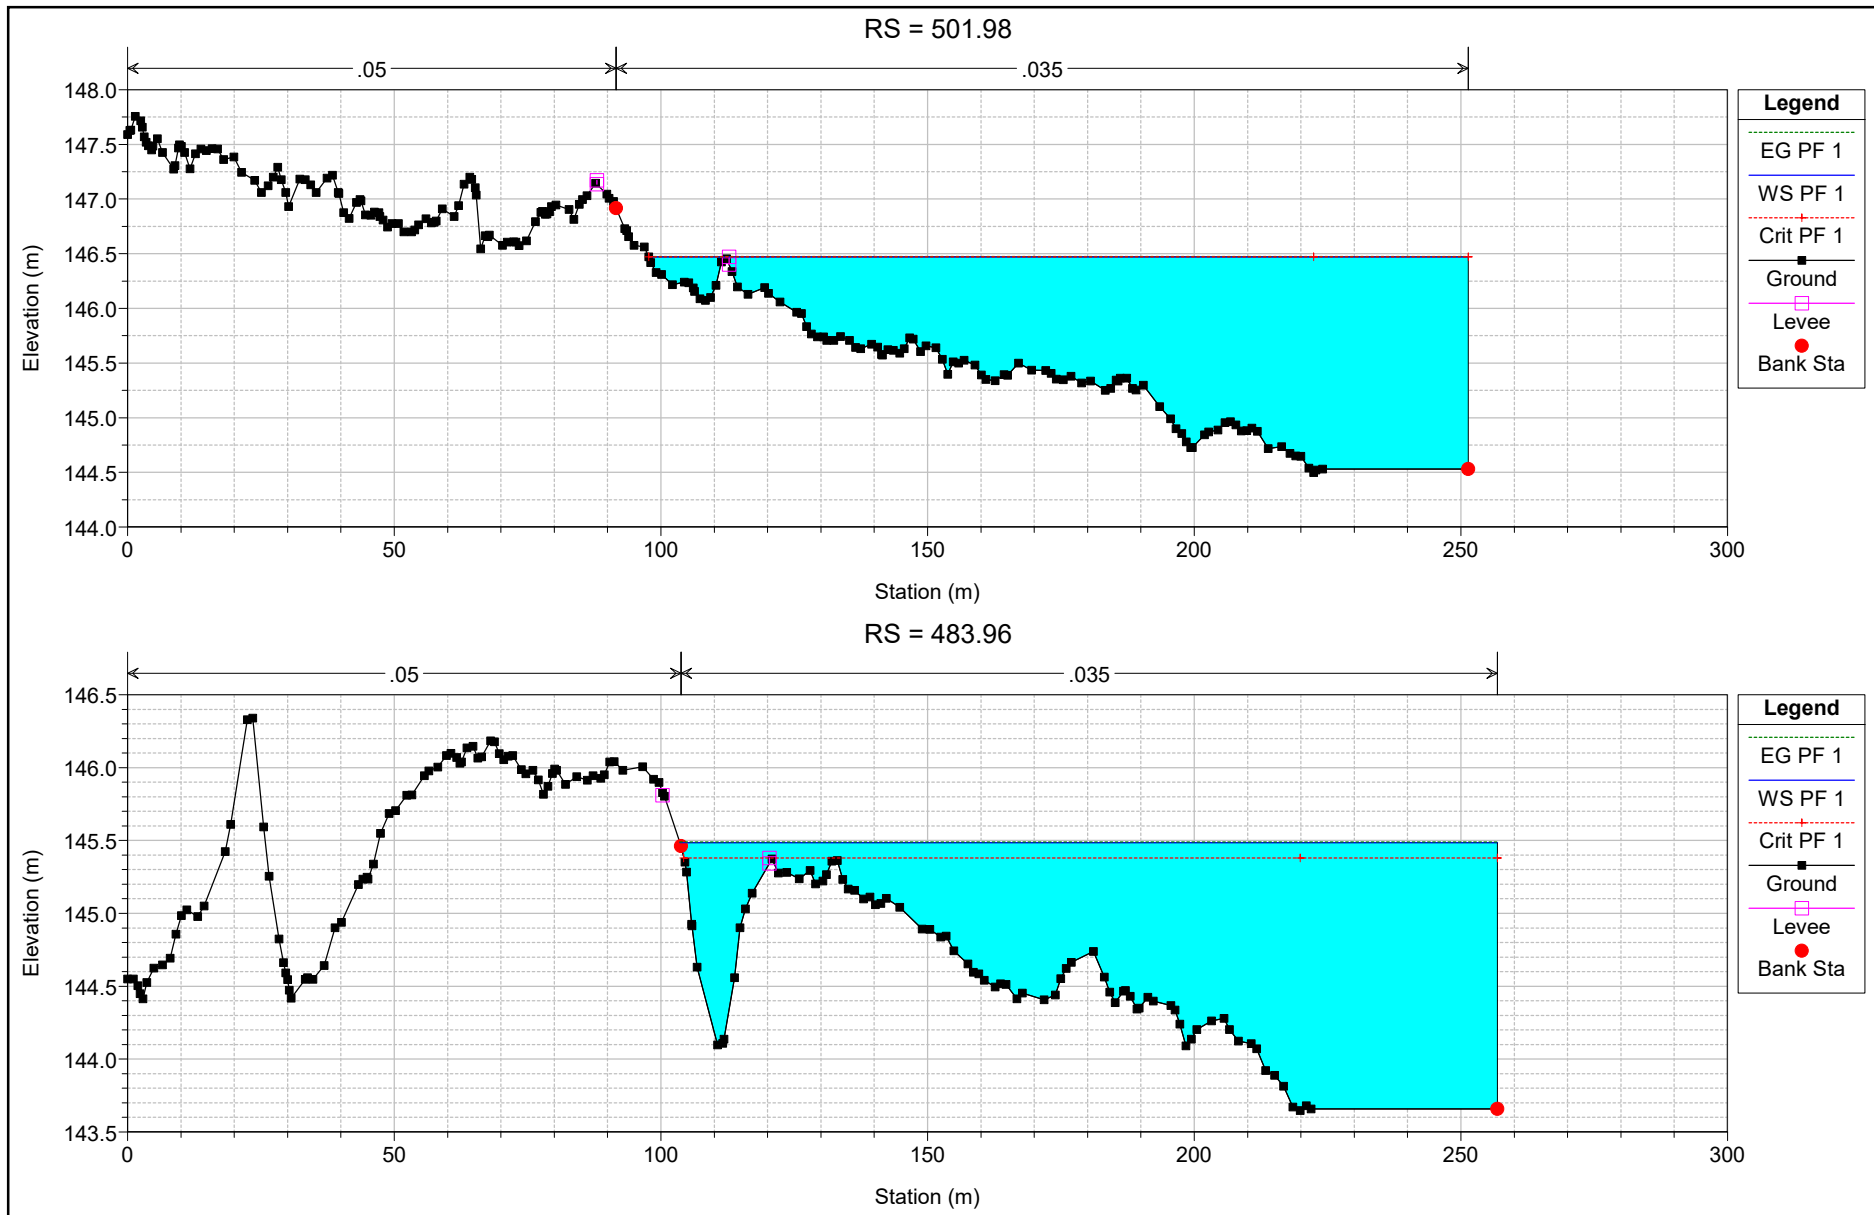 RS = 501.98
.05 .035
148.0
147.5
147.0
146.5
146.0
145.5
145.0
144.5
144.0
Elevation (m)
0 50 100 150 200 250 300
Station (m)
Legend
EG PF 1
WS PF 1
Crit PF 1
Ground
Levee
Bank Sta
RS = 483.96
.05 .035
146.5
146.0
145.5
145.0
144.5
144.0
143.5
Elevation (m)
0 50 100 150 200 250 300
Station (m)
Legend
EG PF 1
WS PF 1
Crit PF 1
Ground
Levee
Bank Sta